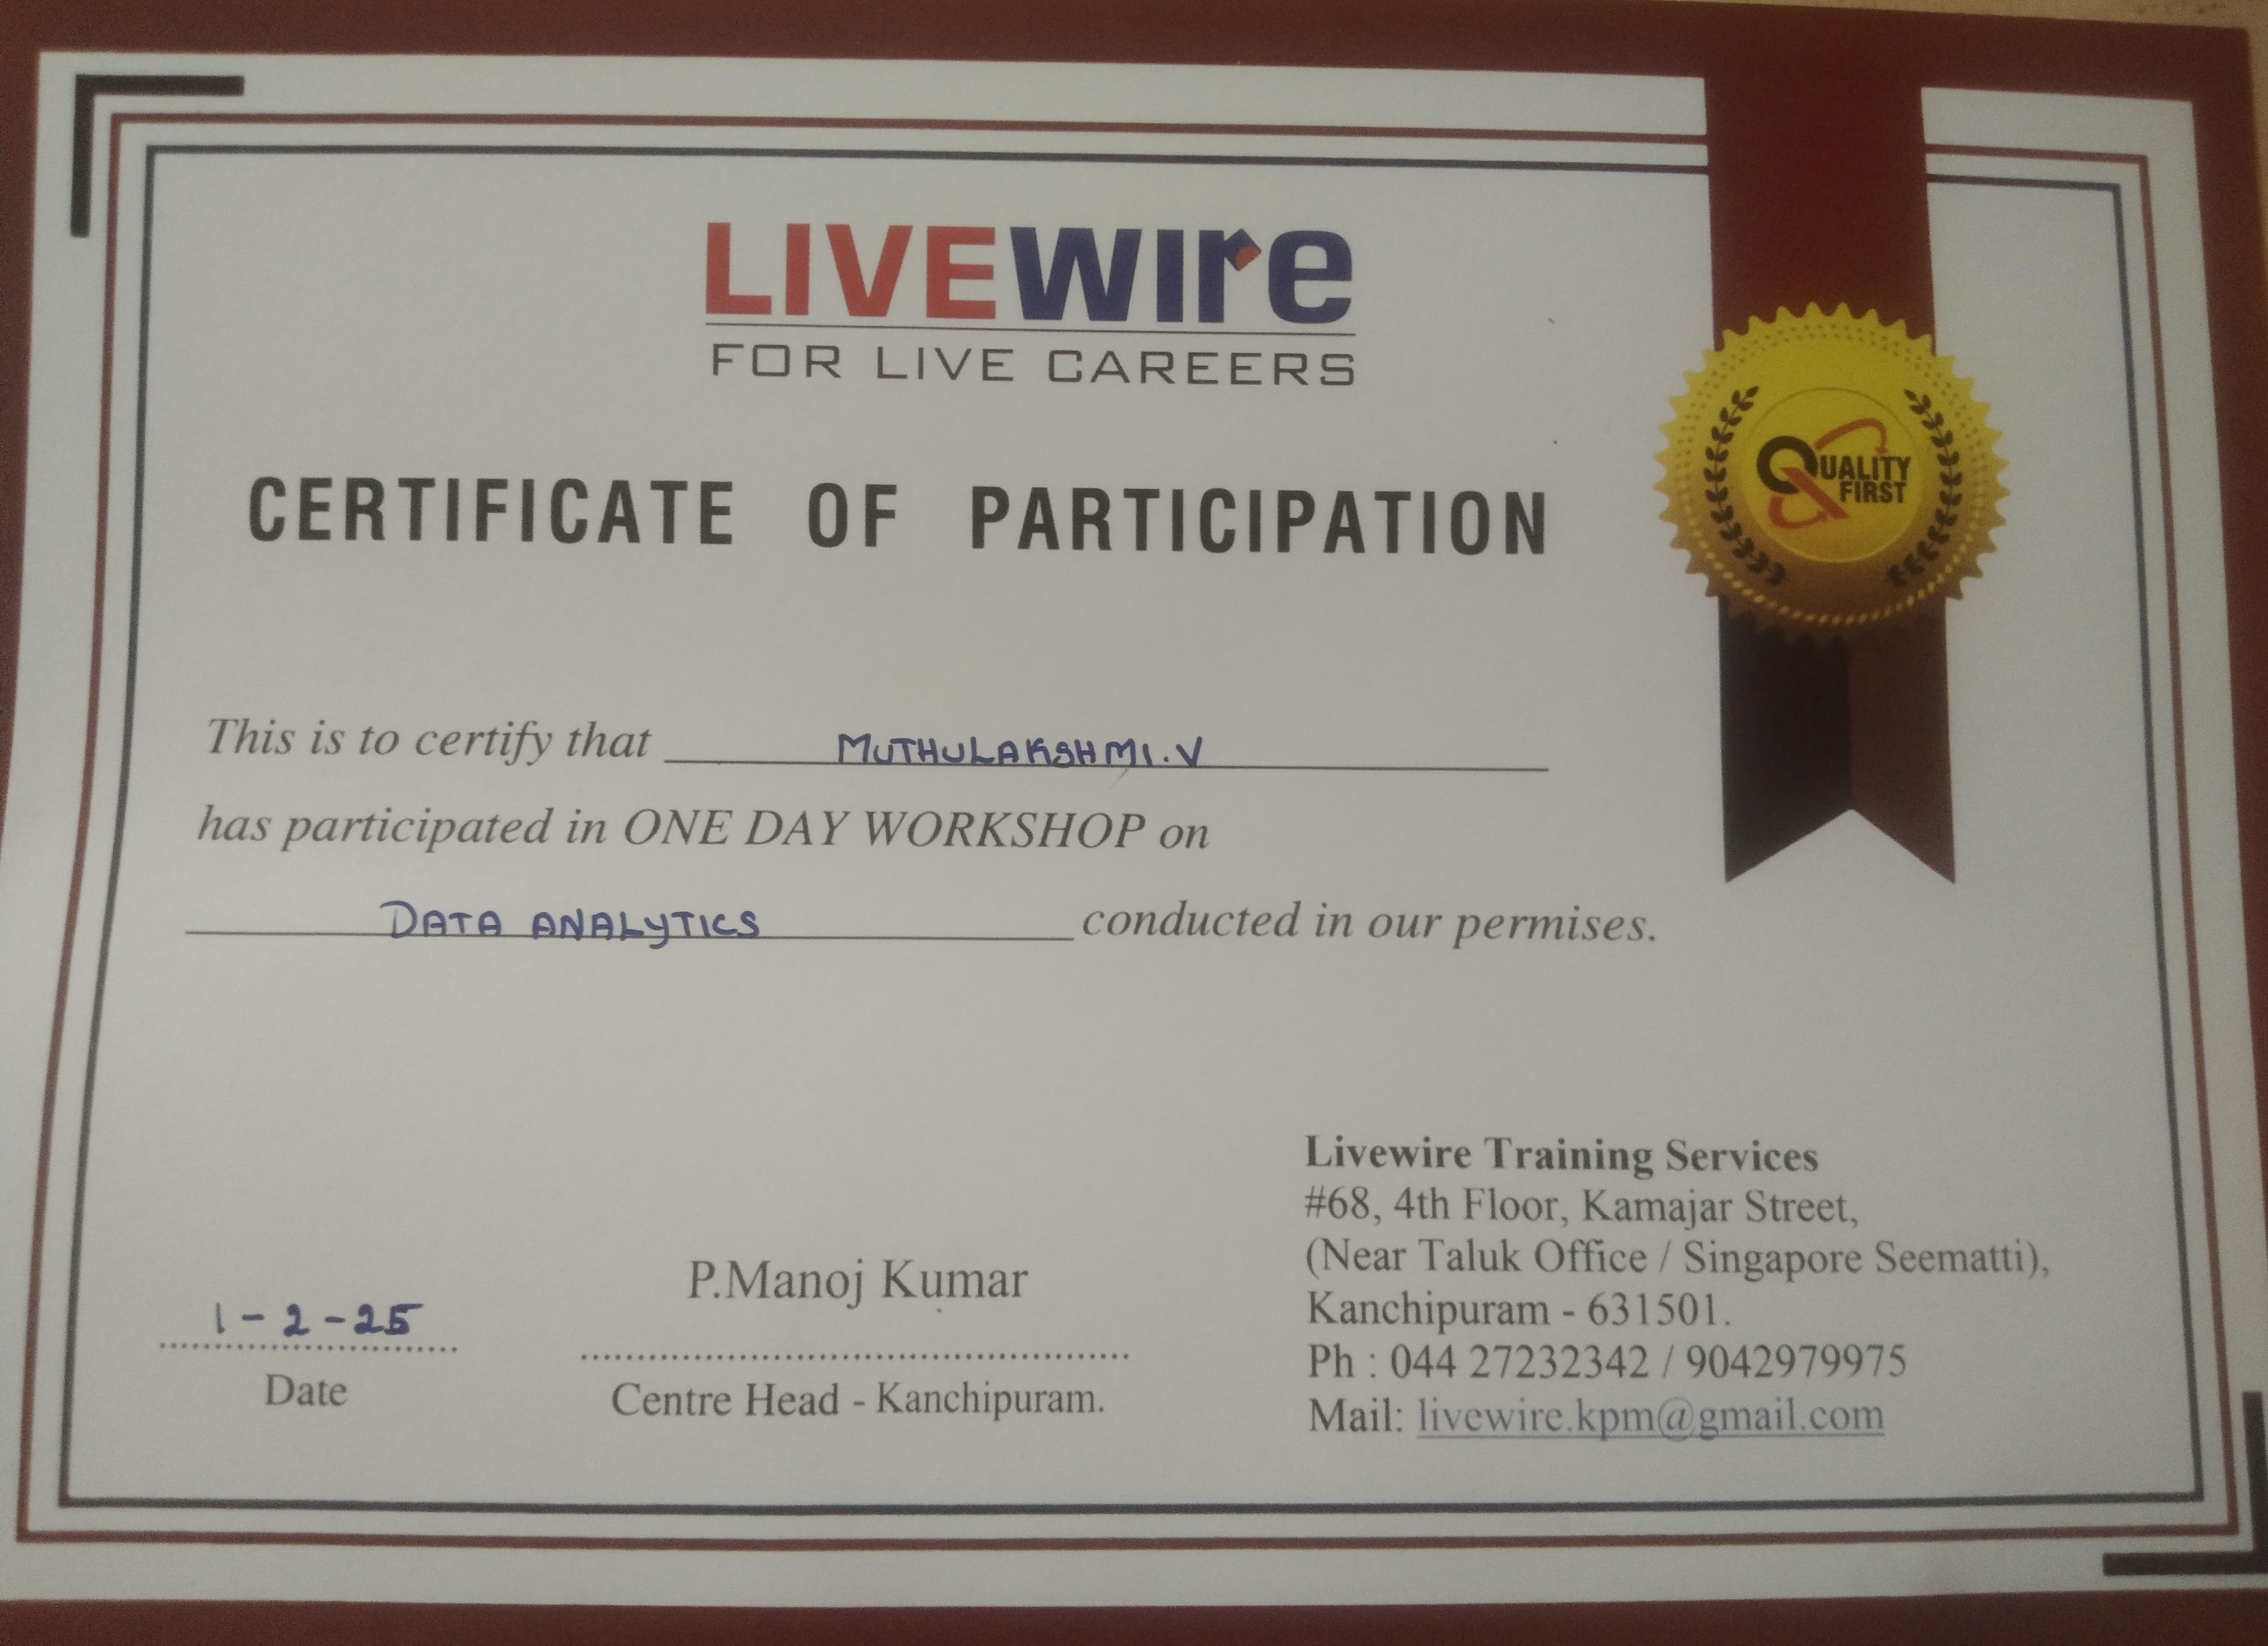 LIVEWIre
FOR LIVE CAREERS
QUALITY
FIRST
CERTIFICATE OF PARTICIPATION
This is to certify that MUTHULAKSHMI.V
has participated in ONE DAY WORKSHOP on
DATA ANALYTICS conducted in our permises.
Livewire Training Services
#68, 4th Floor, Kamajar Street,
(Near Taluk Office / Singapore Seematti),
Kanchipuram - 631501.
Ph : 044 27232342 / 9042979975
Mail: livewire.kpm@gmail.com
P.Manoj Kumar
Centre Head - Kanchipuram.
1-2-25
Date